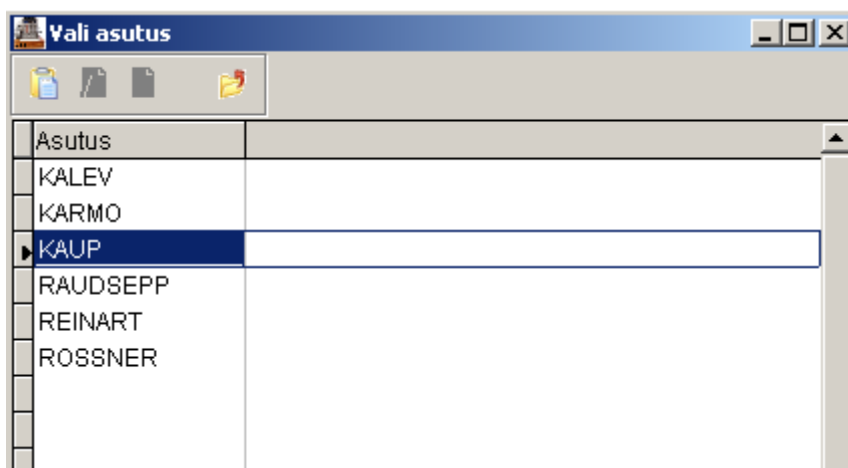 Vali asutus
Asutus
KALEV
KARMO
KAUP
RAUDSEPP
REINART
ROSSNER